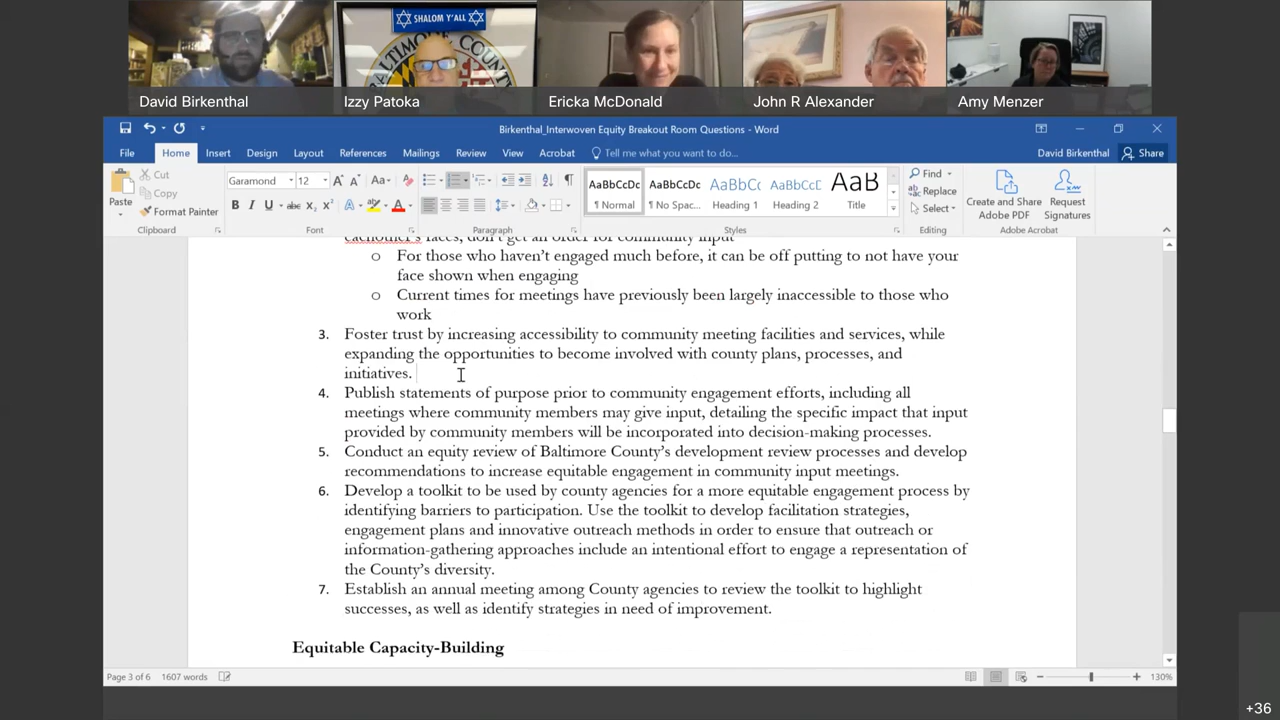 SHALOM Y'ALL
BALTIMORE COUNTY
David Birkenthal
Izzy Patoka
Ericka McDonald
John R Alexander
Amy Menzer
Birkenthal_Interwoven Equity Breakout Room Questions - Word
File Home Insert Design Layout References Mailings Review View Acrobat Tell me what you want to do... David Birkenthal Share
Paste
Cut
Copy
Format Painter
Clipboard
Garamond 12
Font
Paragraph
AaBbCcDc AaBbCcDc AaBbCc AaBbCcC AaB
¶ Normal ¶ No Spac... Heading 1 Heading 2 Title
Styles
Find
Replace
Select
Editing
Create and Share Adobe PDF
Request Signatures
Adobe Acrobat
eachother's faces, don't get an order for community input
o For those who haven't engaged much before, it can be off putting to not have your
face shown when engaging
o Current times for meetings have previously been largely inaccessible to those who
work
3. Foster trust by increasing accessibility to community meeting facilities and services, while
expanding the opportunities to become involved with county plans, processes, and
initiatives.
4. Publish statements of purpose prior to community engagement efforts, including all
meetings where community members may give input, detailing the specific impact that input
provided by community members will be incorporated into decision-making processes.
5. Conduct an equity review of Baltimore County's development review processes and develop
recommendations to increase equitable engagement in community input meetings.
6. Develop a toolkit to be used by county agencies for a more equitable engagement process by
identifying barriers to participation. Use the toolkit to develop facilitation strategies,
engagement plans and innovative outreach methods in order to ensure that outreach or
information-gathering approaches include an intentional effort to engage a representation of
the County's diversity.
7. Establish an annual meeting among County agencies to review the toolkit to highlight
successes, as well as identify strategies in need of improvement.
Equitable Capacity-Building
Page 3 of 6 1607 words
130%
+36